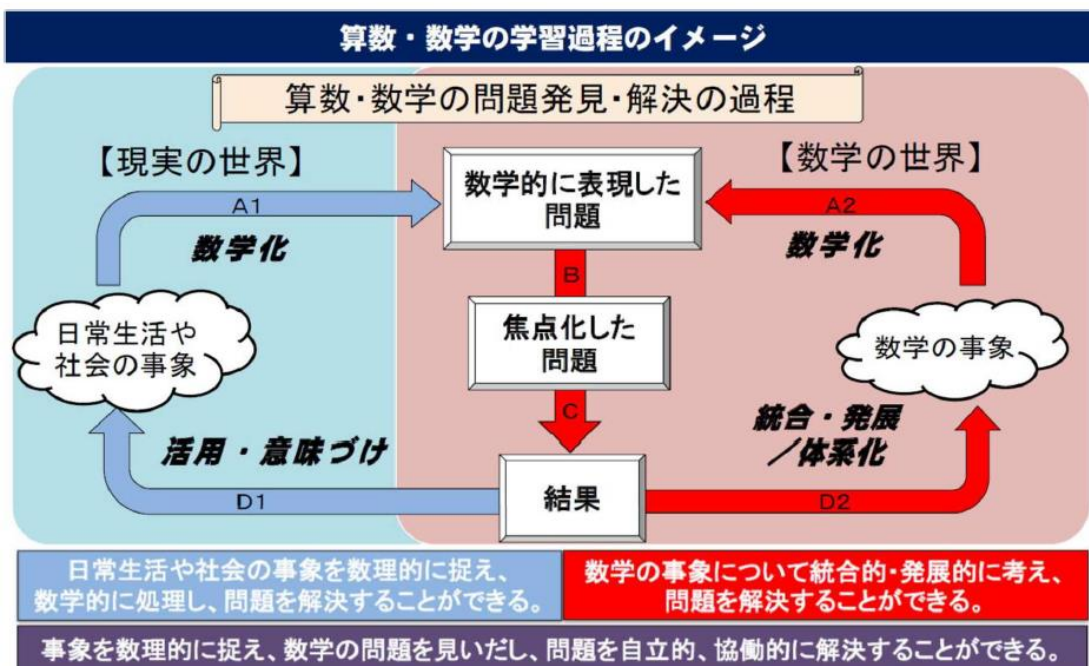 算数・数学の学習過程のイメージ
算数・数学の問題発見・解決の過程
【現実の世界】
【数学の世界】
数学的に表現した
問題
A1
数学化
A2
数学化
B
日常生活や
社会の事象
焦点化した
問題
数学の事象
C
活用・意味づけ
統合・発展
/体系化
結果
D1
D2
日常生活や社会の事象を数理的に捉え、
数学的に処理し、問題を解決することができる。
数学の事象について統合的・発展的に考え、
問題を解決することができる。
事象を数理的に捉え、数学の問題を見いだし、問題を自立的、協働的に解決することができる。